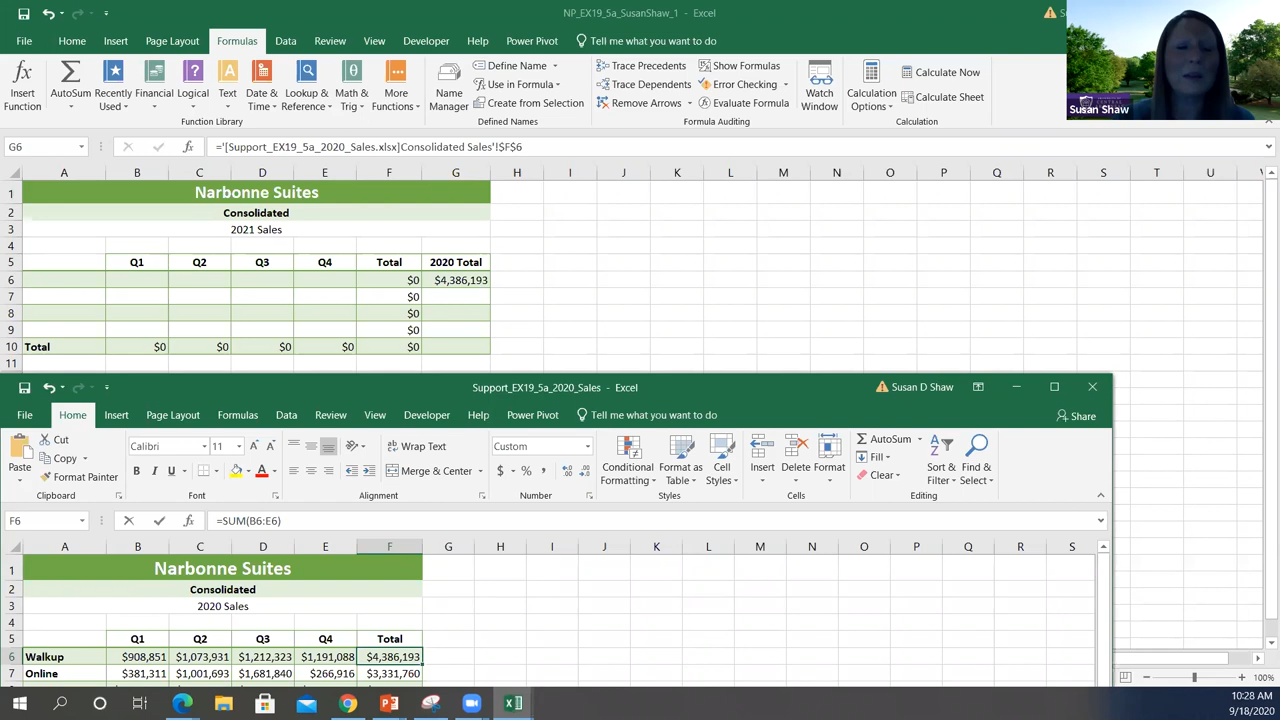 NP_EX19_5a_SusanShaw_1 - Excel
File Home Insert Page Layout Formulas Data Review View Developer Help Power Pivot Tell me what you want to do
Insert Function AutoSum Recently Used Financial Logical Text Date & Time Lookup & Reference Math & Trig More Functions
Function Library
Name Manager Define Name Use in Formula Create from Selection
Defined Names
Trace Precedents Trace Dependents Remove Arrows Show Formulas Error Checking Evaluate Formula
Formula Auditing
Watch Window
Calculation Options Calculate Now Calculate Sheet
Calculation
Susan Shaw
G6 ='[Support_EX19_5a_2020_Sales.xlsx]Consolidated Sales'!$F$6
A B C D E F G H I J K L M N O P Q R S T U
1 Narbonne Suites
2 Consolidated
3 2021 Sales
4
5 Q1 Q2 Q3 Q4 Total 2020 Total
6 $0 $4,386,193
7 $0
8 $0
9 $0
10 Total $0 $0 $0 $0 $0
11
Support_EX19_5a_2020_Sales - Excel Susan D Shaw
File Home Insert Page Layout Formulas Data Review View Developer Help Power Pivot Tell me what you want to do Share
Paste Cut Copy Format Painter
Clipboard
Calibri 11 B I U A A
Font
Wrap Text Merge & Center
Alignment
Custom $ % ,
Number
Conditional Formatting Format as Table Cell Styles
Styles
Insert Delete Format
Cells
AutoSum Fill Clear Sort & Filter Find & Select
Editing
F6 =SUM(B6:E6)
A B C D E F G H I J K L M N O P Q R S
1 Narbonne Suites
2 Consolidated
3 2020 Sales
4
5 Q1 Q2 Q3 Q4 Total
6 Walkup $908,851 $1,073,931 $1,212,323 $1,191,088 $4,386,193
7 Online $381,311 $1,001,693 $1,681,840 $266,916 $3,331,760
100%
10:28 AM
9/18/2020